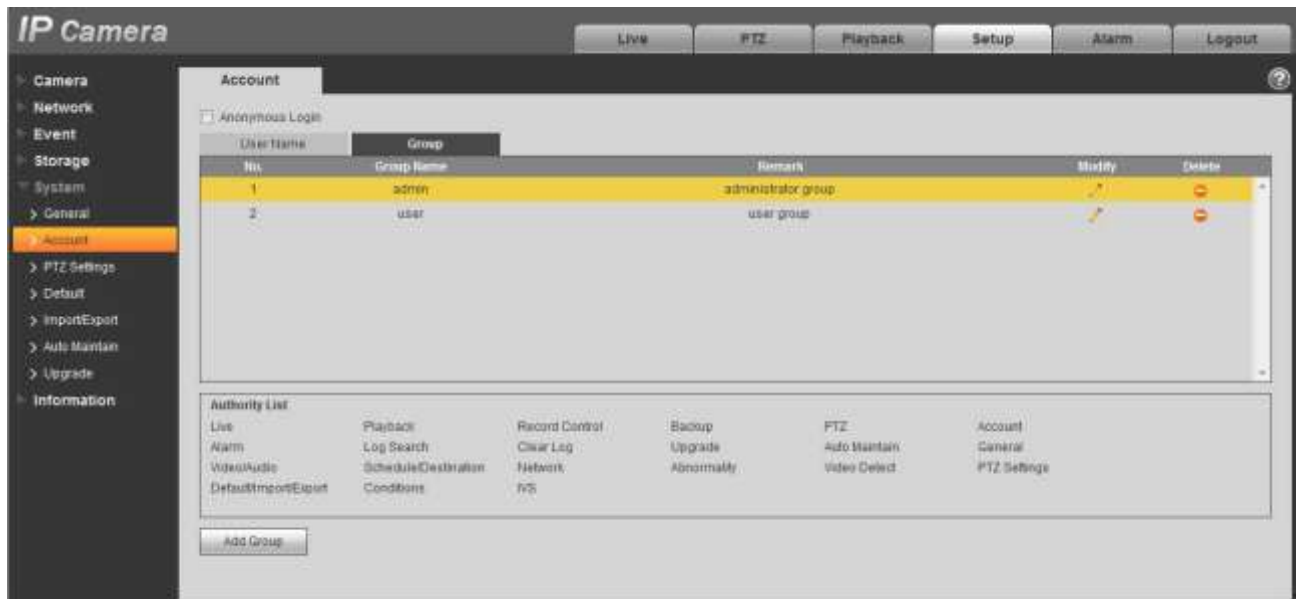 IP Camera
Live PTZ Playback Setup Alarm Logout
Camera
Network
Event
Storage
System
General
Account
PTZ Settings
Default
Import/Export
Auto Maintain
Upgrade
Information
Account
?
Anonymous Login
User Name Group
No. Group Name Remark Modify Delete
1 admin administrator group
2 user user group
Authority List
Live Playback Record Control Backup PTZ Account
Alarm Log Search Clear Log Upgrade Auto Maintain General
Video/Audio Schedule/Destination Network Abnormality Video Detect PTZ Settings
Default/Import/Export Conditions IVS
Add Group